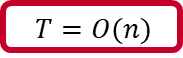 T = O(n)